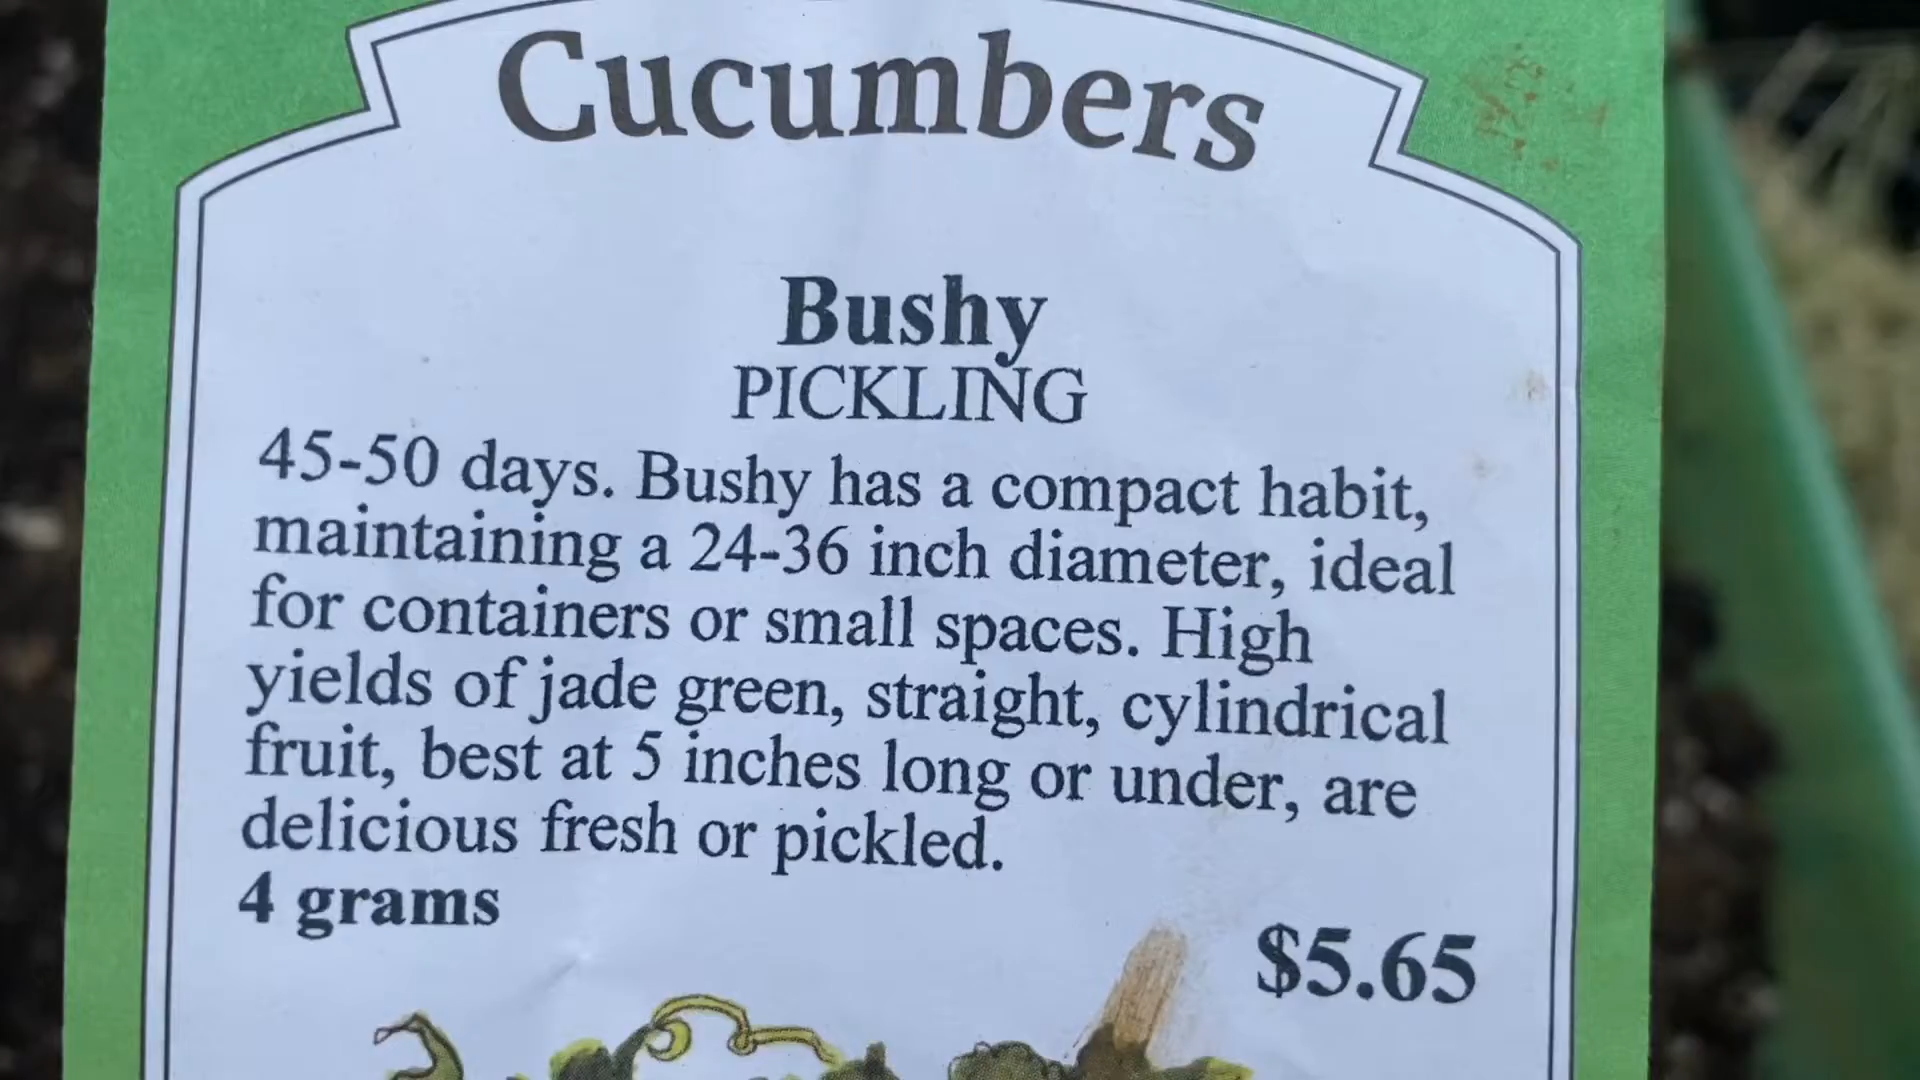 Cucumbers
Bushy
PICKLING
45-50 days. Bushy has a compact habit,
maintaining a 24-36 inch diameter, ideal
for containers or small spaces. High
yields of jade green, straight, cylindrical
fruit, best at 5 inches long or under, are
delicious fresh or pickled.
4 grams
$5.65